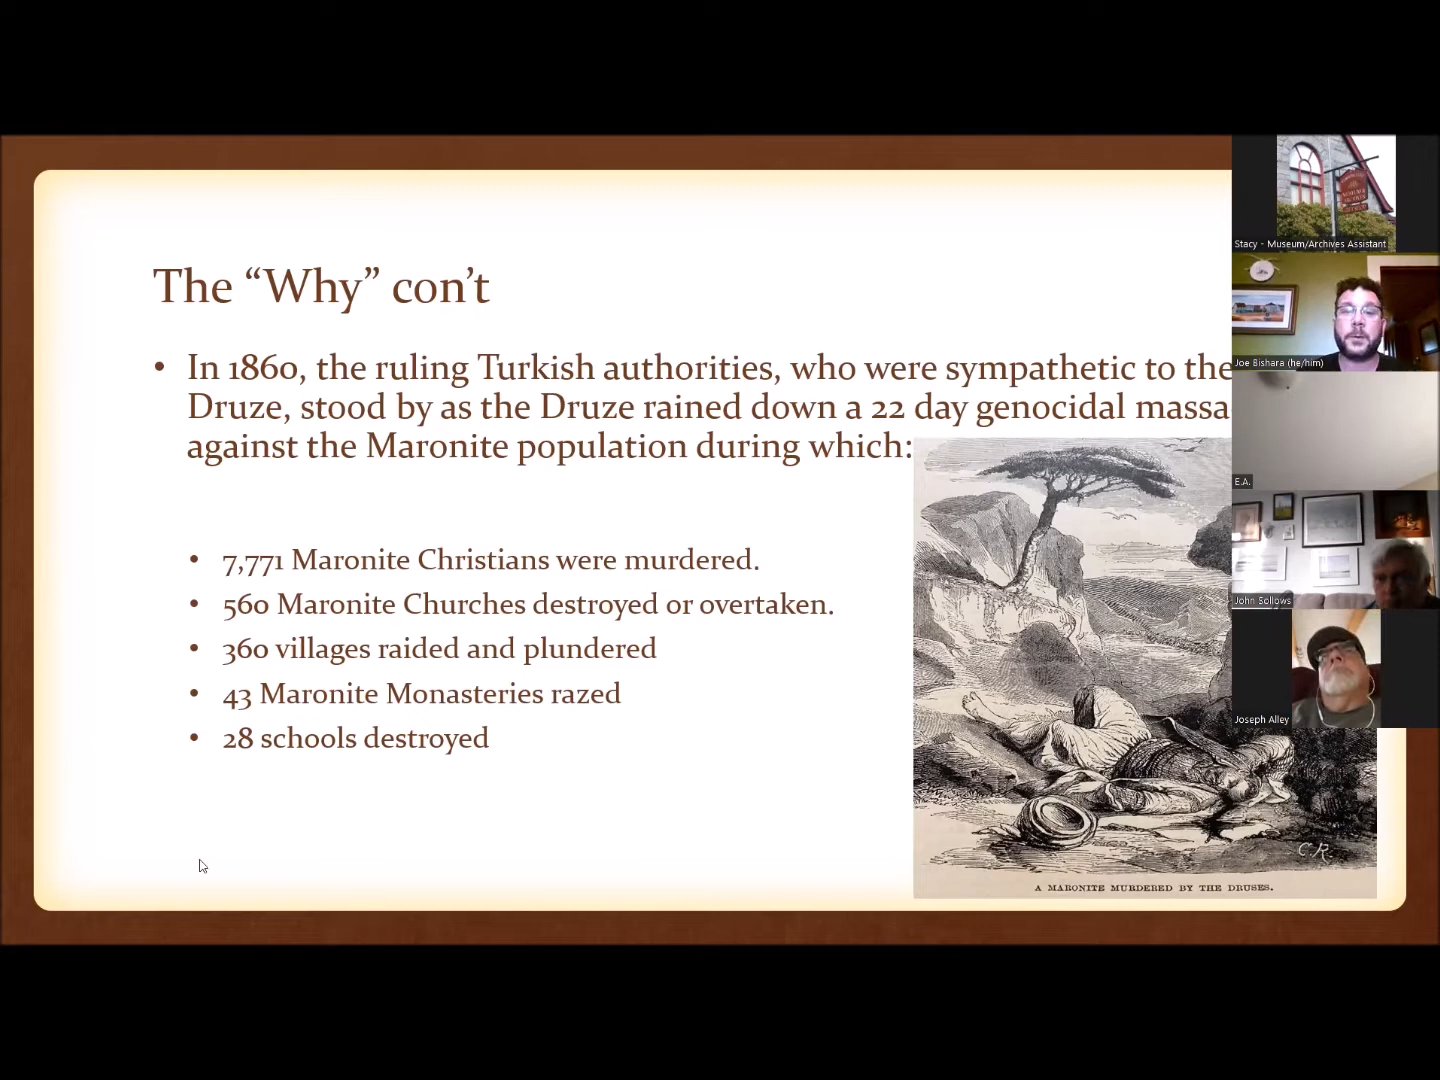 The “Why” con’t
• In 1860, the ruling Turkish authorities, who were sympathetic to the
Druze, stood by as the Druze rained down a 22 day genocidal massa
against the Maronite population during which:
• 7,771 Maronite Christians were murdered.
• 560 Maronite Churches destroyed or overtaken.
• 360 villages raided and plundered
• 43 Maronite Monasteries razed
• 28 schools destroyed
C.R.
A MARONITE MURDERED BY THE DRUSES.
Stacy - Museum/Archives Assistant
Joe Bishara (he/him)
E.A.
John Sollows
Joseph Alley